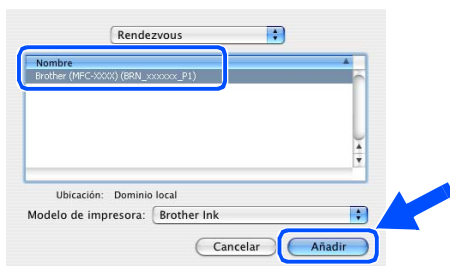 Rendezvous
Nombre
Brother (MFC-XXXX) (BRN_xxxxxx_P1)
Ubicación: Dominio local
Modelo de impresora: Brother Ink
Cancelar Añadir